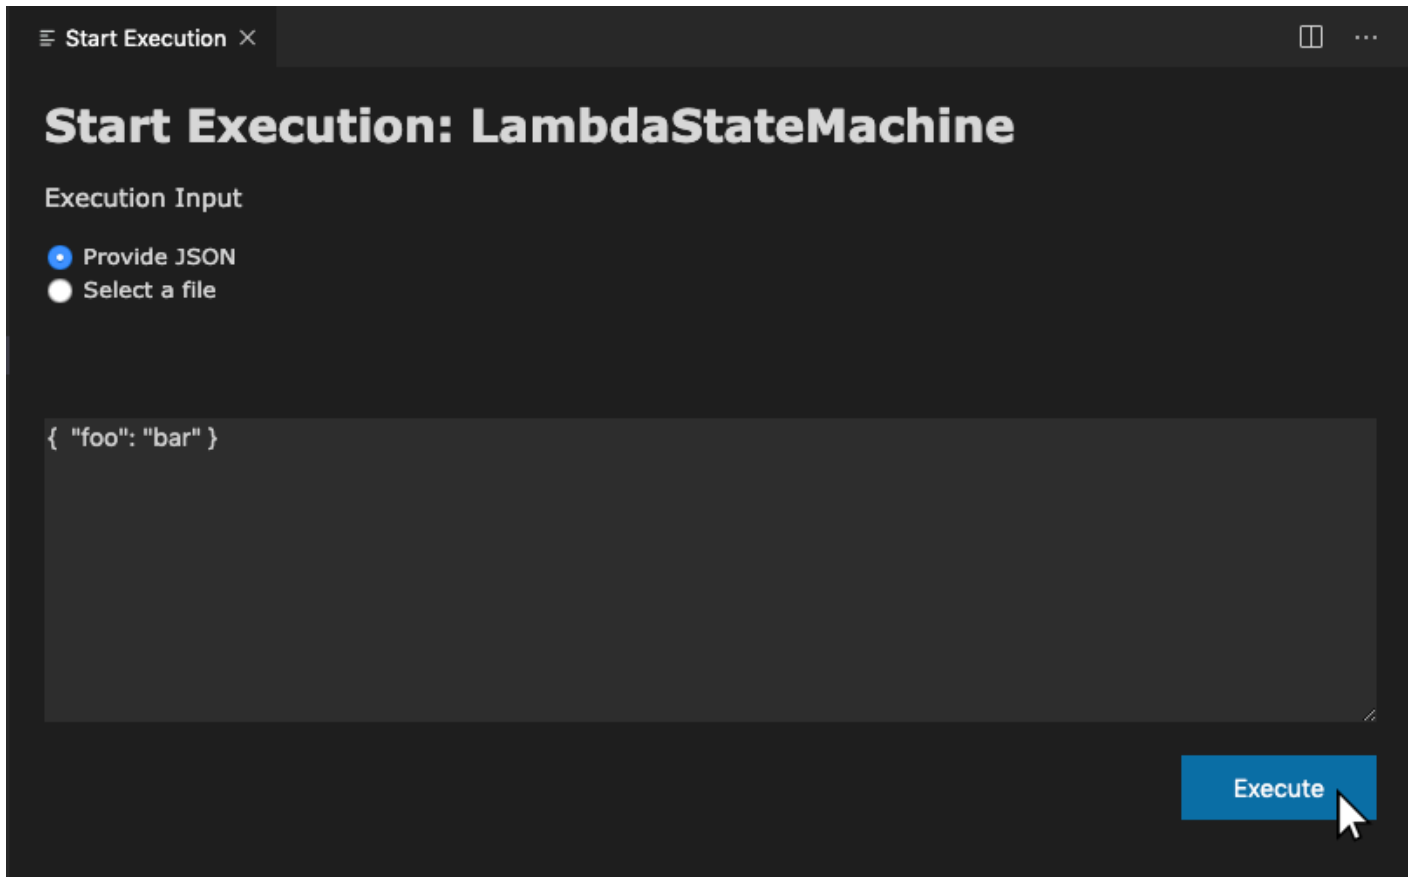 Start Execution
Start Execution: LambdaStateMachine
Execution Input
Provide JSON
Select a file
{  "foo": "bar" }
Execute